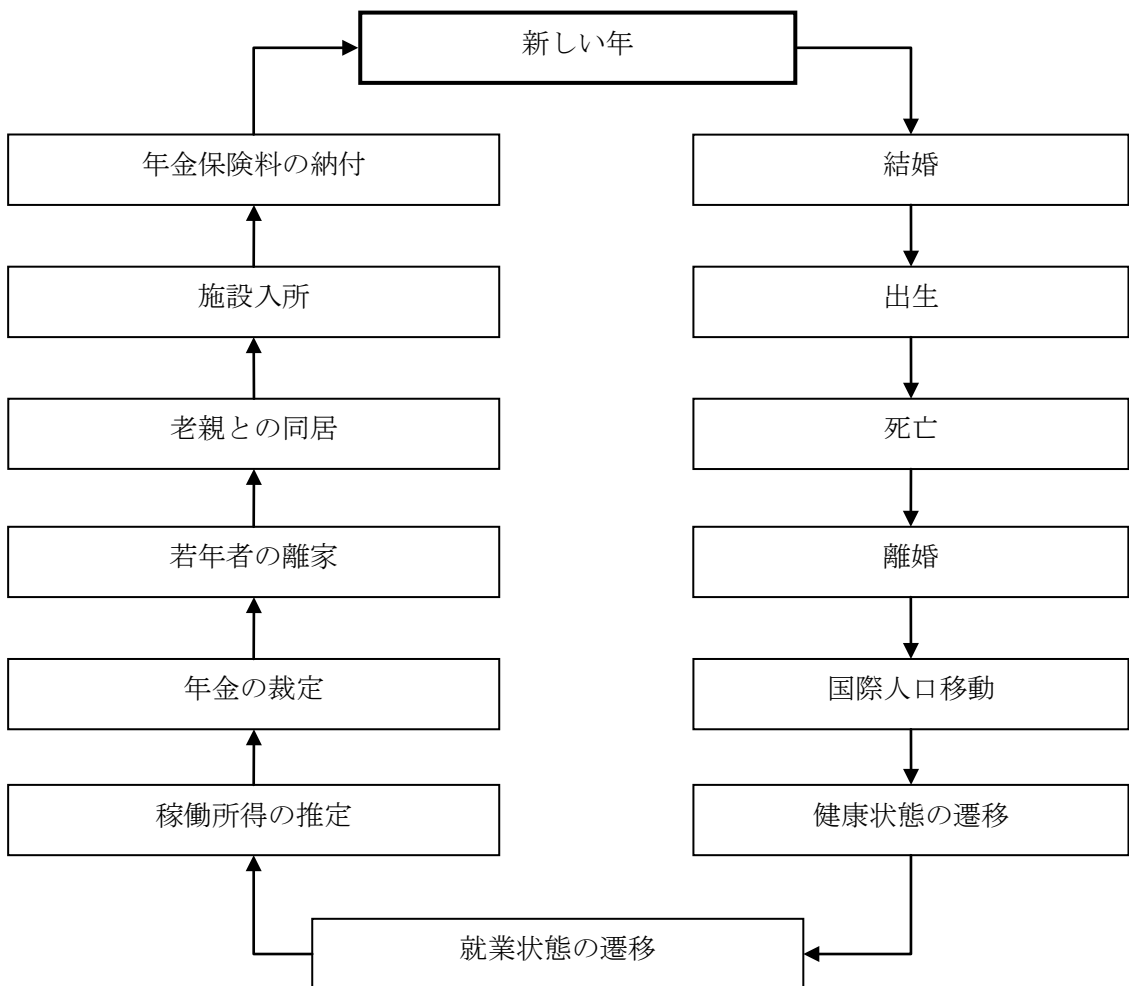 新しい年
結婚
出生
死亡
離婚
国際人口移動
健康状態の遷移
就業状態の遷移
稼働所得の推定
年金の裁定
若年者の離家
老親との同居
施設入所
年金保険料の納付